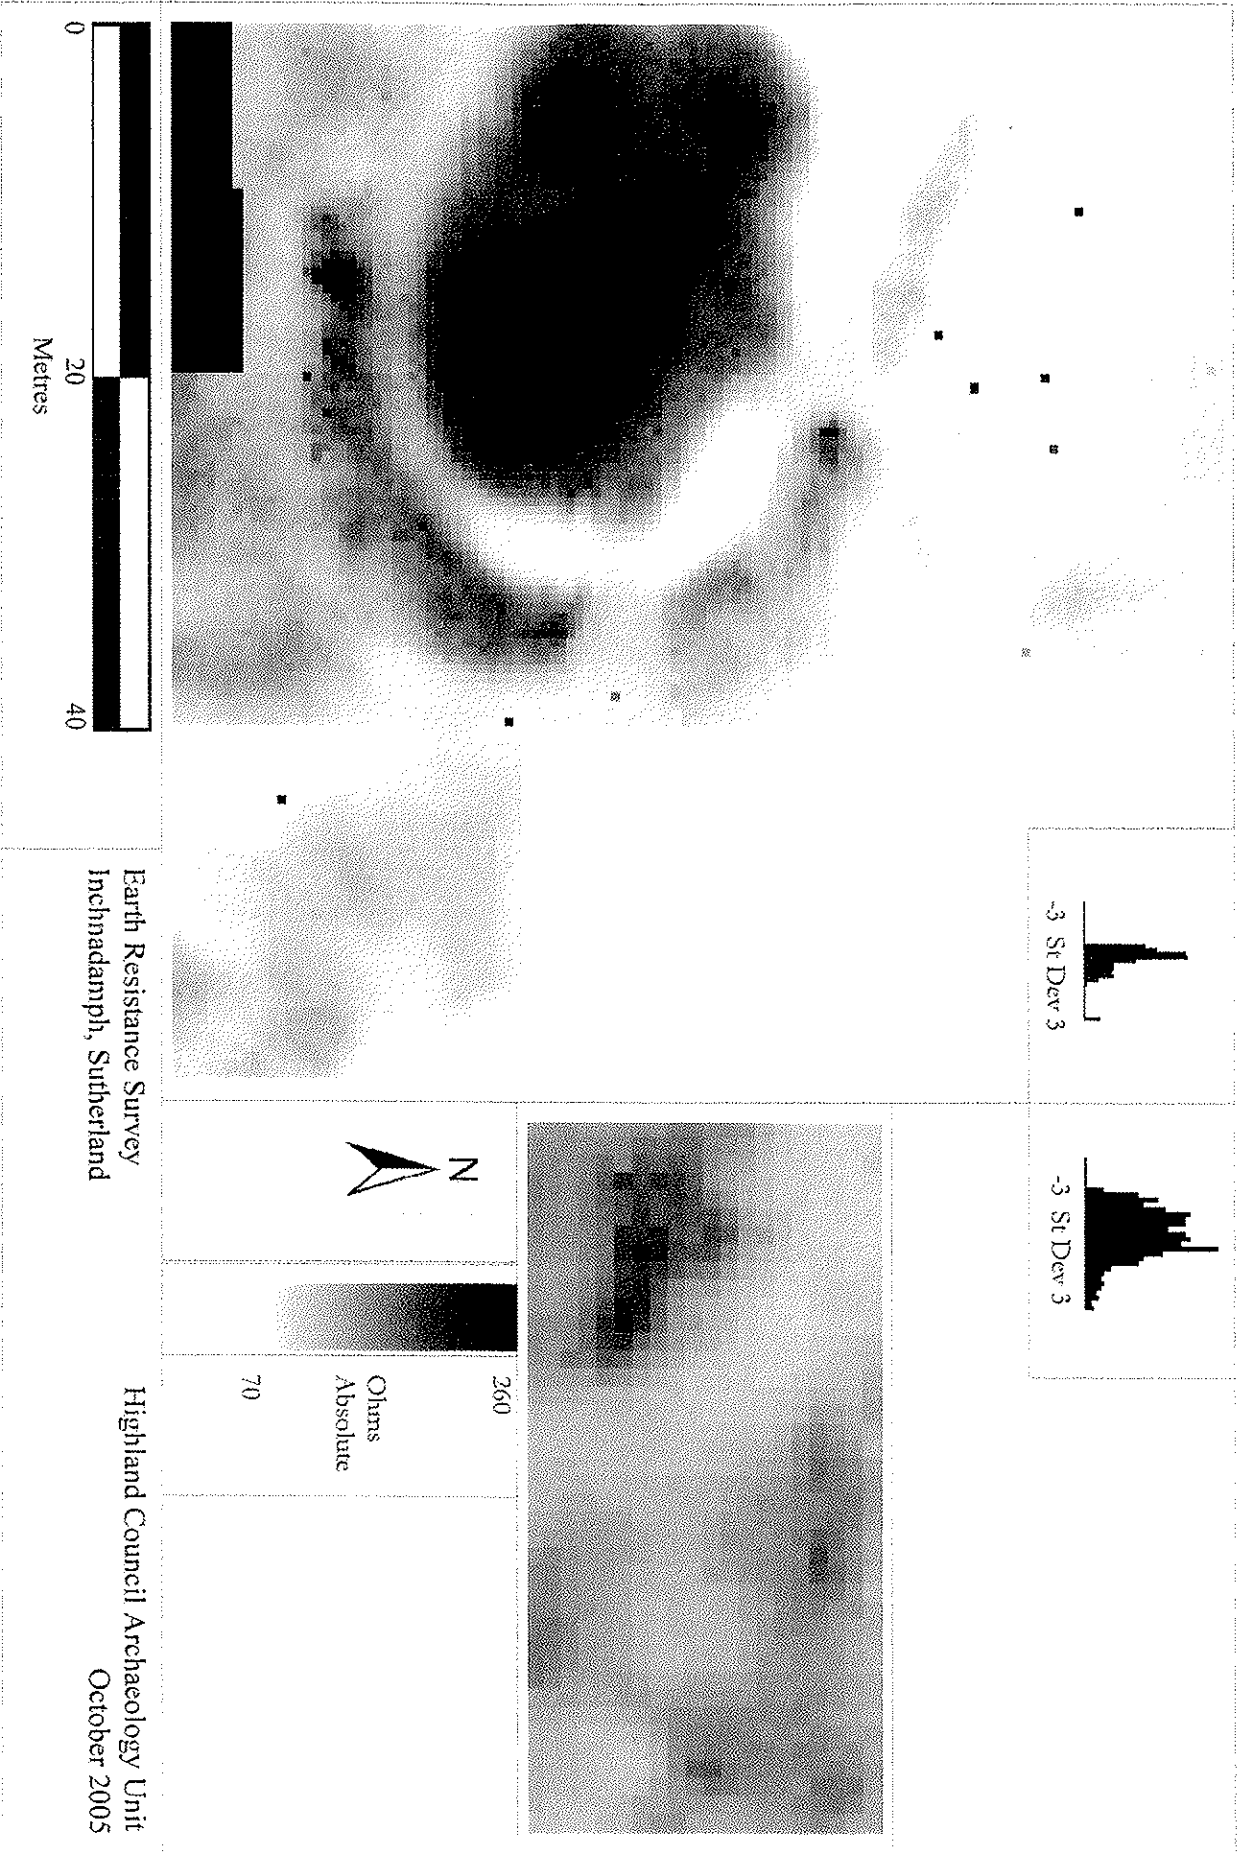 -3 St Dev 3
-3 St Dev 3
N
260
Ohms
Absolute
70
0
20
40
Metres
Earth Resistance Survey
Inchnadamph, Sutherland
Highland Council Archaeology Unit
October 2005